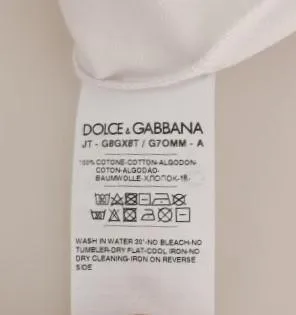 DOLCE & GABBANA
JT - G8GX8T / G7OMM - A
100% COTONE-COTTON-ALGODON-
COTON-ALGODAO-
BAUMWOLLE-ХЛОПОК-棉-
WASH IN WATER 30°-NO BLEACH-NO
TUMBLER-DRY FLAT-COOL IRON-NO
DRY CLEANING-IRON ON REVERSE
SIDE